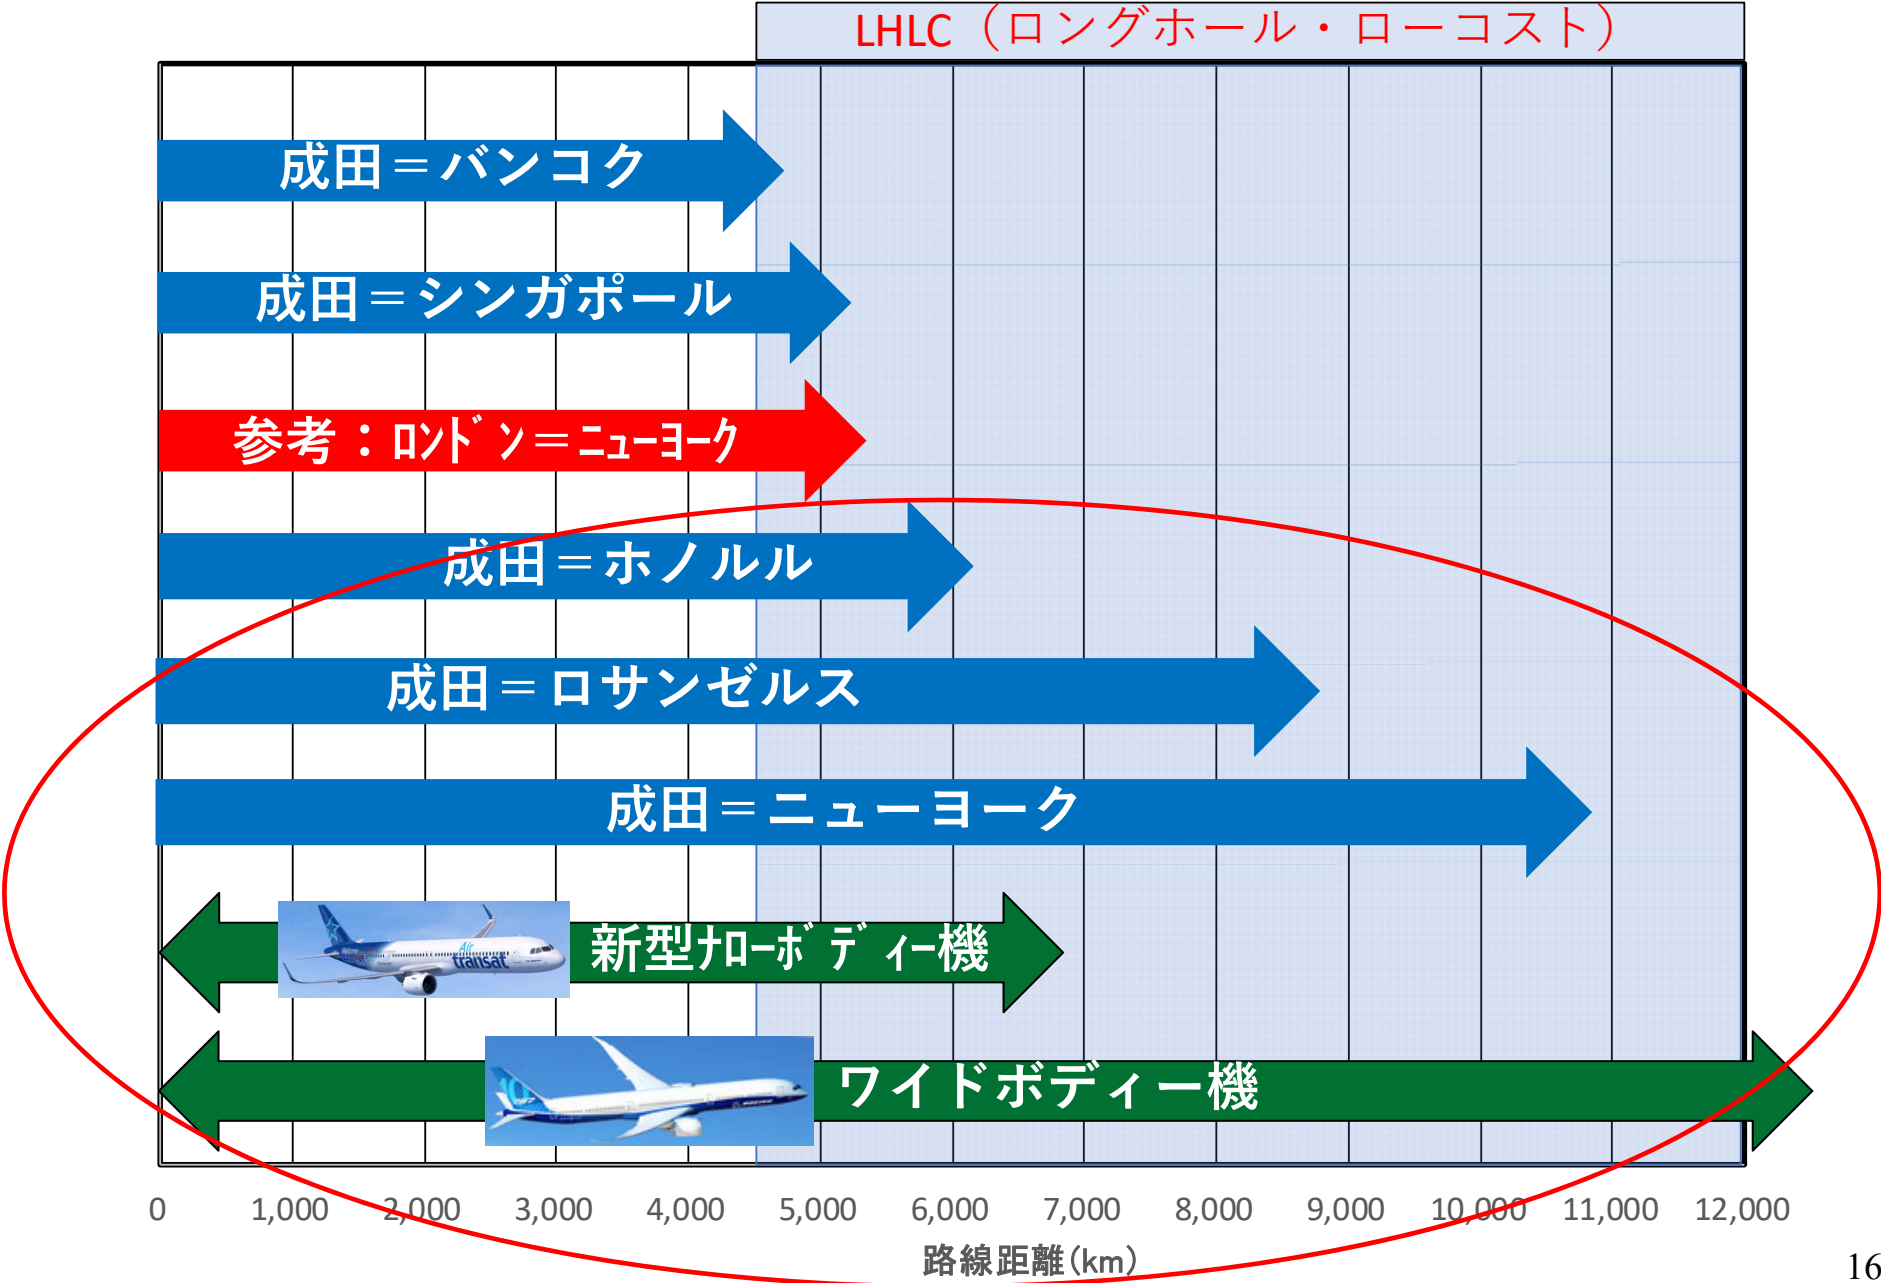 LHLC（ロングホール・ローコスト）
成田＝バンコク
成田＝シンガポール
参考：ﾛﾝﾄﾞﾝ＝ﾆｭｰﾖｰｸ
成田＝ホノルル
成田＝ロサンゼルス
成田＝ニューヨーク
Air
transat
新型ﾅﾛｰﾎﾞﾃﾞｨｰ機
10
BOEING
ワイドボディー機
0 1,000 2,000 3,000 4,000 5,000 6,000 7,000 8,000 9,000 10,000 11,000 12,000
路線距離(km)
16